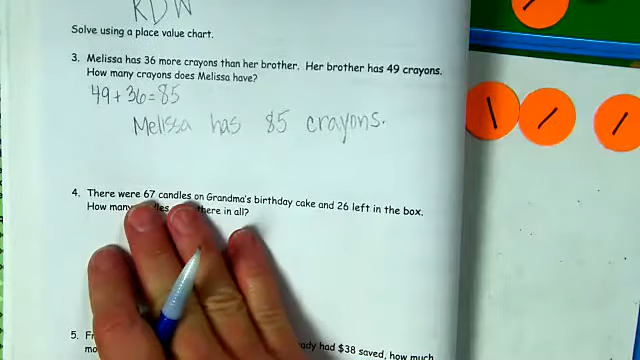 RDW
Solve using a place value chart.
3. Melissa has 36 more crayons than her brother. Her brother has 49 crayons.
How many crayons does Melissa have?
49 + 36 = 85
Melissa has 85 crayons.
4. There were 67 candles on Grandma's birthday cake and 26 left in the box.
How many there in all?
5.
had $38 saved, how much